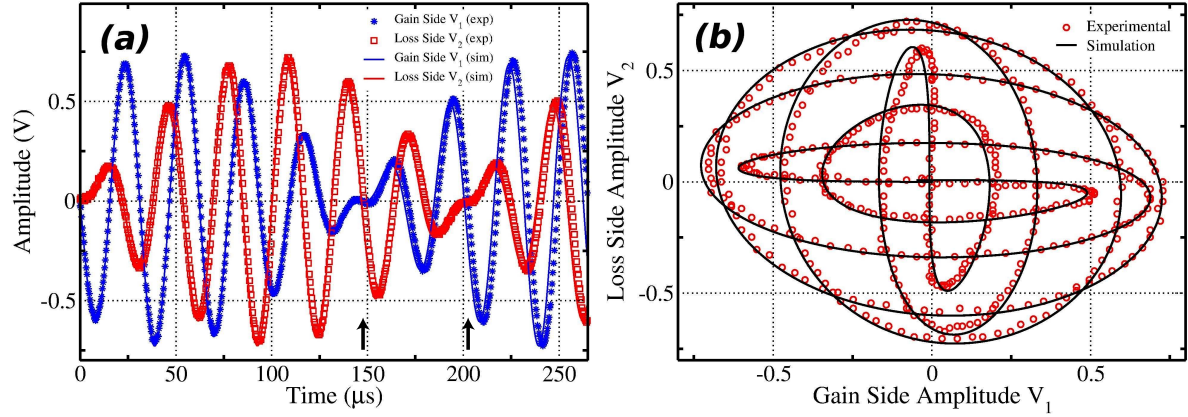 (a)
Gain Side V1 (exp)
Loss Side V2 (exp)
Gain Side V1 (sim)
Loss Side V2 (sim)
Amplitude (V)
0.5
0
-0.5
0
50
100
150
200
250
Time (μs)
(b)
Experimental
Simulation
Loss Side Amplitude V2
0.5
0
-0.5
-0.5
0
0.5
Gain Side Amplitude V1